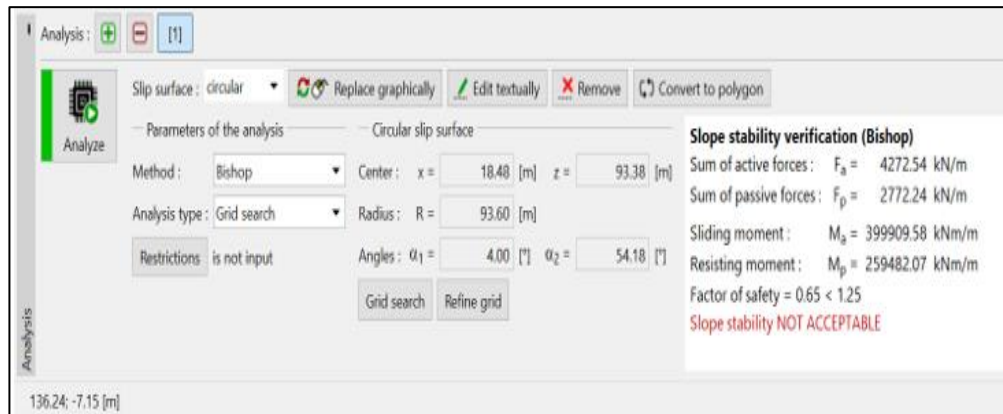 Analysis : [1]
Analyze
Slip surface : circular Replace graphically Edit textually Remove Convert to polygon
Parameters of the analysis
Method : Bishop
Analysis type : Grid search
Restrictions is not input
Circular slip surface
Center : x = 18.48 [m] z = 93.38 [m]
Radius : R = 93.60 [m]
Angles : α1 = 4.00 [°] α2 = 54.18 [°]
Grid search Refine grid
Slope stability verification (Bishop)
Sum of active forces : Fa = 4272.54 kN/m
Sum of passive forces : Fp = 2772.24 kN/m
Sliding moment : Ma = 399909.58 kNm/m
Resisting moment : Mp = 259482.07 kNm/m
Factor of safety = 0.65 < 1.25
Slope stability NOT ACCEPTABLE
Analysis
136.24; -7.15 [m]